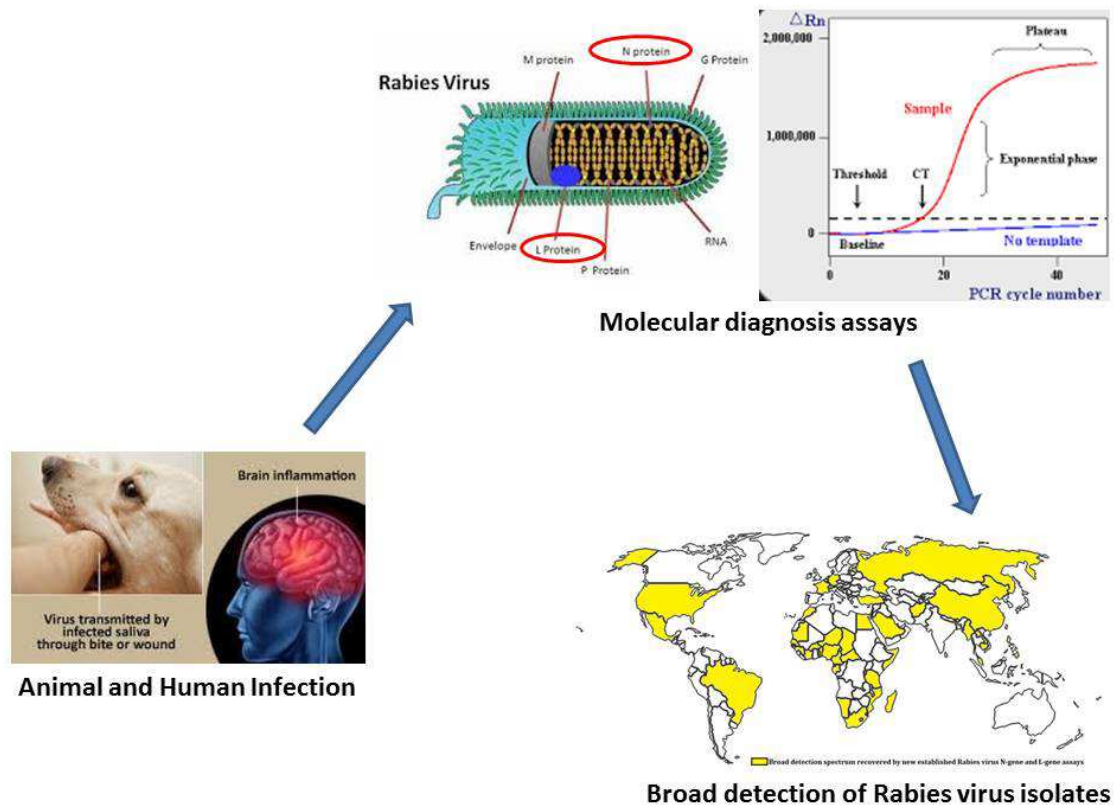 Rabies Virus
M protein
N protein
G Protein
Envelope
L Protein
P Protein
RNA
△Rn
2,000,000
1,000,000
0
Plateau
Sample
Exponential phase
Threshold
CT
Baseline
No template
0
20
40
PCR cycle number
Molecular diagnosis assays
Brain inflammation
Virus transmitted by
infected saliva
through bite or wound
Animal and Human Infection
Broad detection spectrum recovered by new established Rabies virus N-gene and L-gene assays
Broad detection of Rabies virus isolates